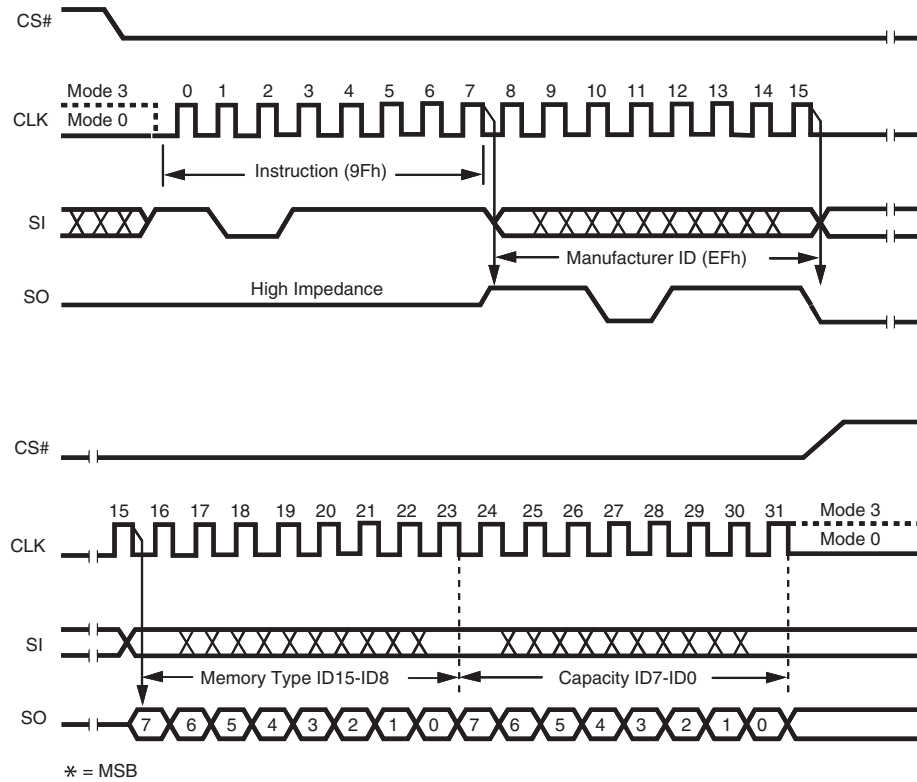 CS#
Mode 3
0 1 2 3 4 5 6 7 8 9 10 11 12 13 14 15
CLK
Mode 0
Instruction (9Fh)
SI
Manufacturer ID (EFh)
High Impedance
SO
CS#
15 16 17 18 19 20 21 22 23 24 25 26 27 28 29 30 31
Mode 3
CLK
Mode 0
SI
Memory Type ID15-ID8
Capacity ID7-ID0
SO
7 6 5 4 3 2 1 0 7 6 5 4 3 2 1 0
* = MSB